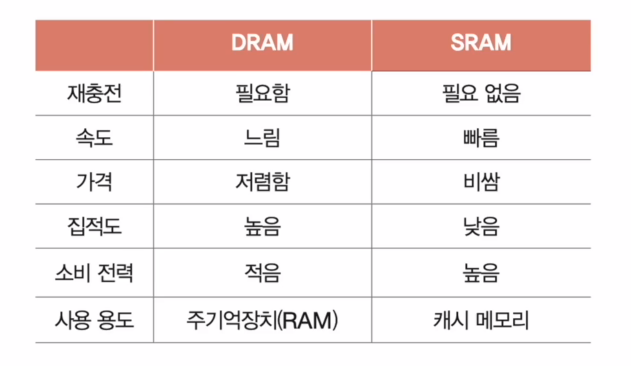 DRAM SRAM
재충전 필요함 필요 없음
속도 느림 빠름
가격 저렴함 비쌈
집적도 높음 낮음
소비 전력 적음 높음
사용 용도 주기억장치(RAM) 캐시 메모리